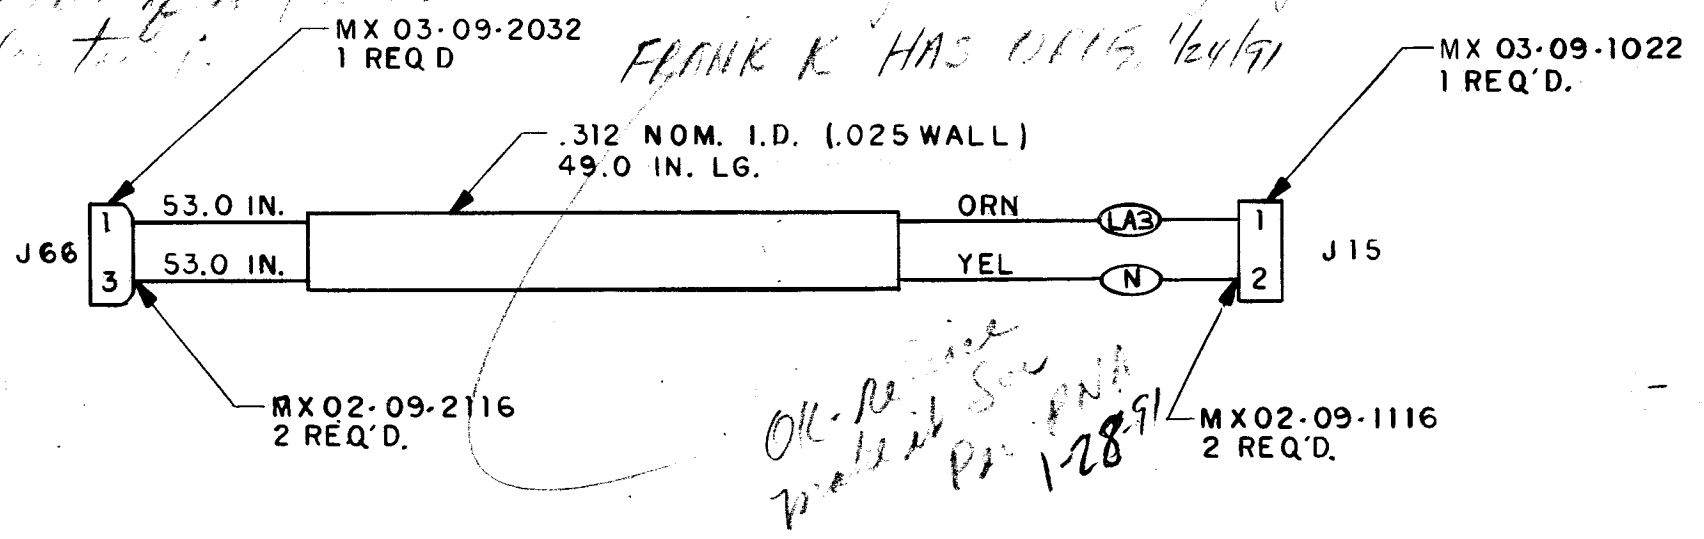 MX 03-09-2032
1 REQ D
FRANK K HAS ORIG 1/24/91
MX 03-09-1022
1 REQ'D.
.312 NOM. I.D. (.025 WALL)
49.0 IN. LG.
J66
1
3
53.0 IN.
53.0 IN.
ORN
YEL
LA3
N
1
2
J15
MX02-09-2116
2 REQ'D.
OK-
1-28-91
MX02-09-1116
2 REQ'D.